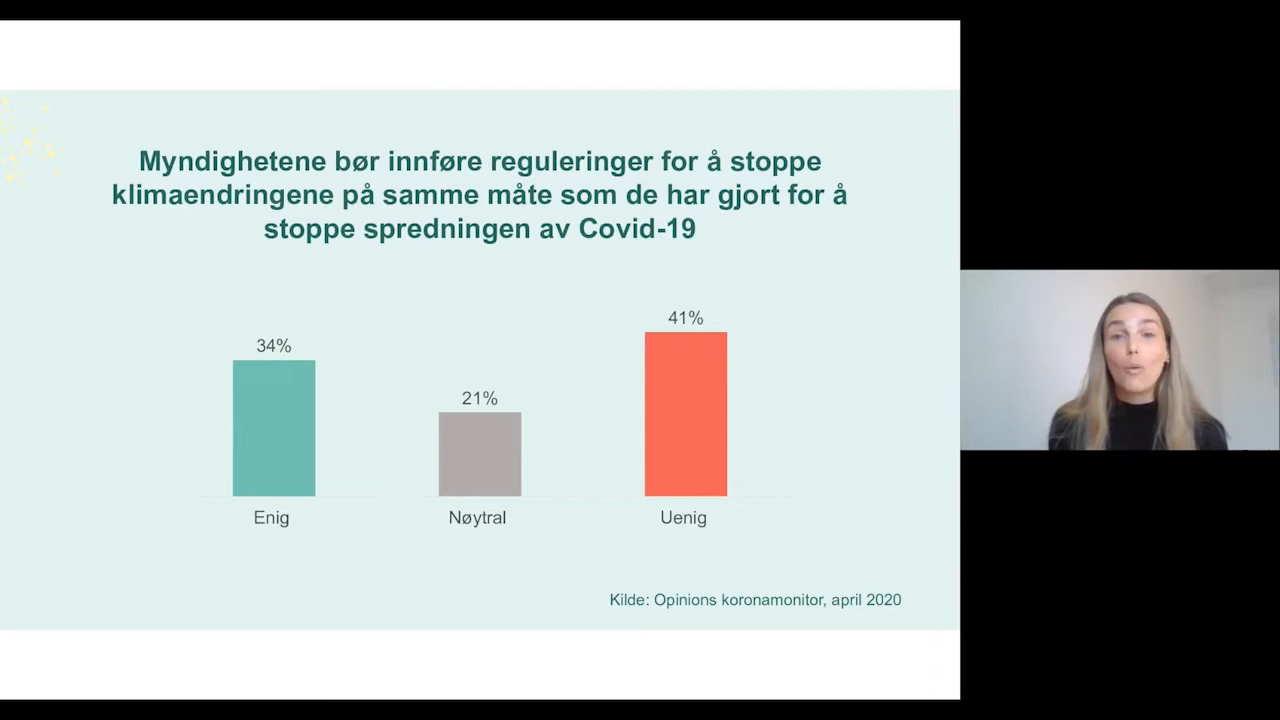 Myndighetene bør innføre reguleringer for å stoppe
klimaendringene på samme måte som de har gjort for å
stoppe spredningen av Covid-19
34%
21%
41%
Enig
Nøytral
Uenig
Kilde: Opinions koronamonitor, april 2020